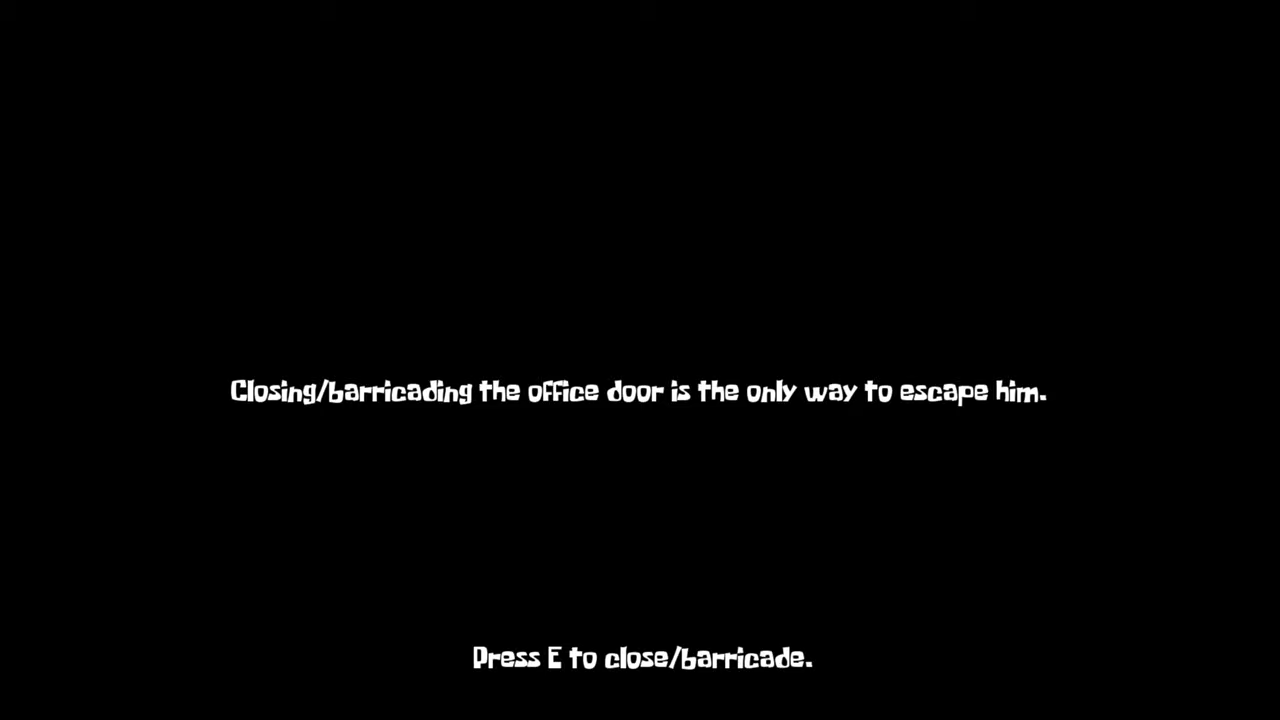 Closing/barricading the office door is the only way to escape him.
Press E to close/barricade.